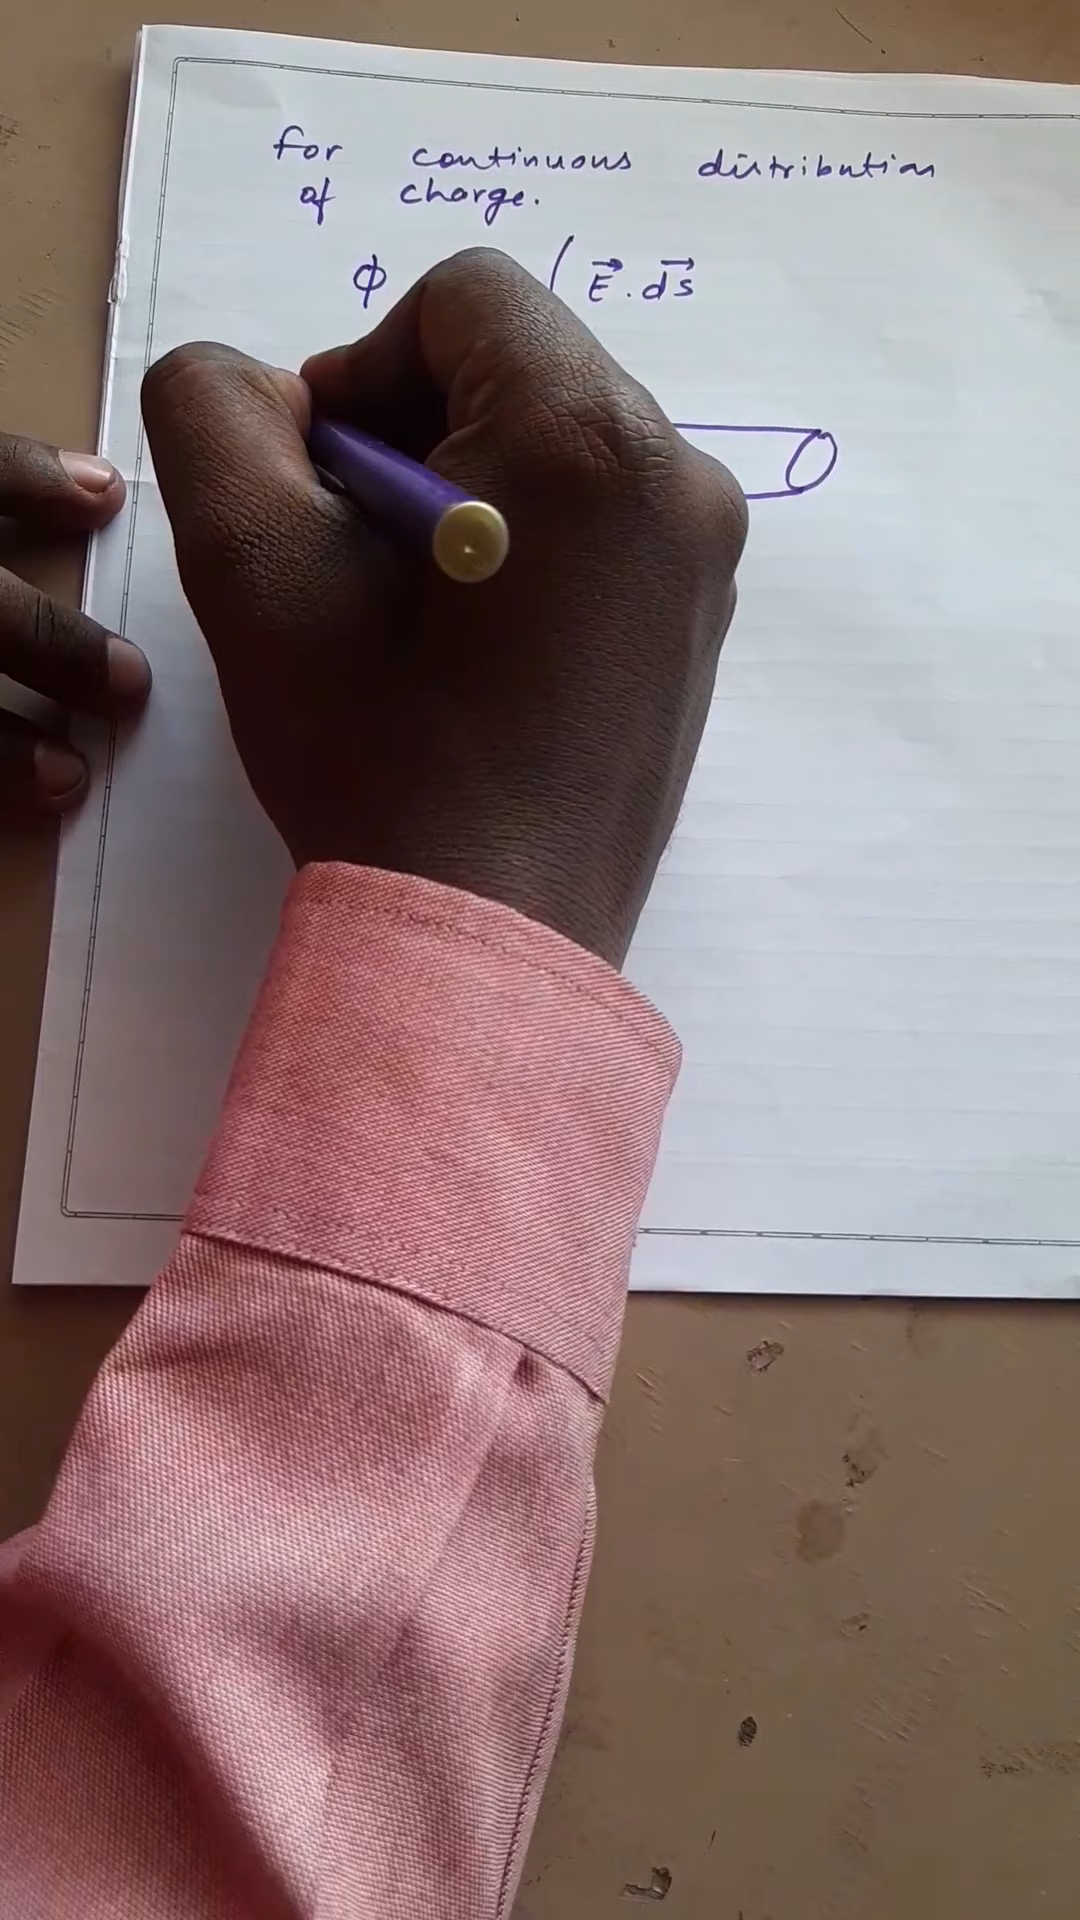 For continuous distribution
of charge.
ϕ ∫ E⃗ . ds⃗